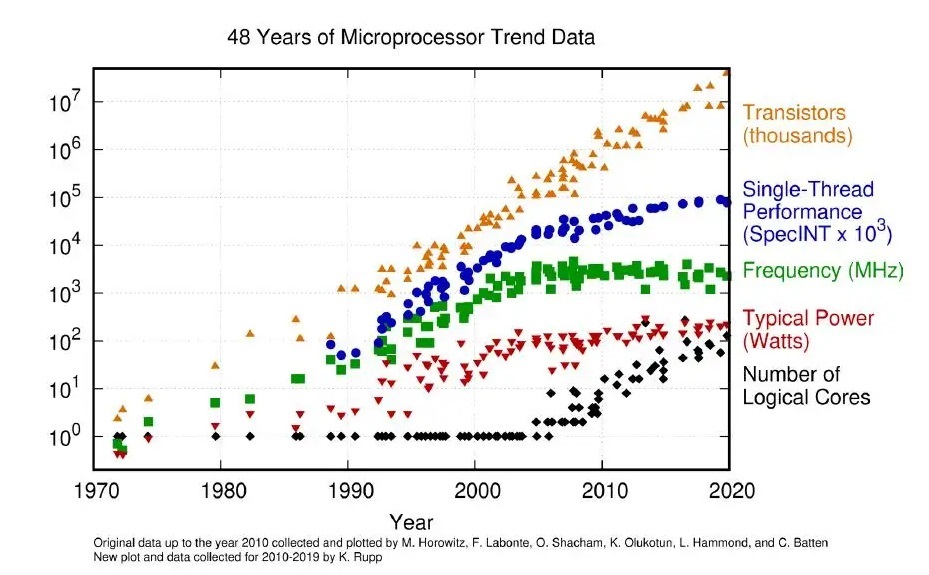 48 Years of Microprocessor Trend Data
10^7
10^6
10^5
10^4
10^3
10^2
10^1
10^0
Transistors
(thousands)
Single-Thread
Performance
(SpecINT x 10^3)
Frequency (MHz)
Typical Power
(Watts)
Number of
Logical Cores
1970 1980 1990 2000 2010 2020
Year
Original data up to the year 2010 collected and plotted by M. Horowitz, F. Labonte, O. Shacham, K. Olukotun, L. Hammond, and C. Batten
New plot and data collected for 2010-2019 by K. Rupp